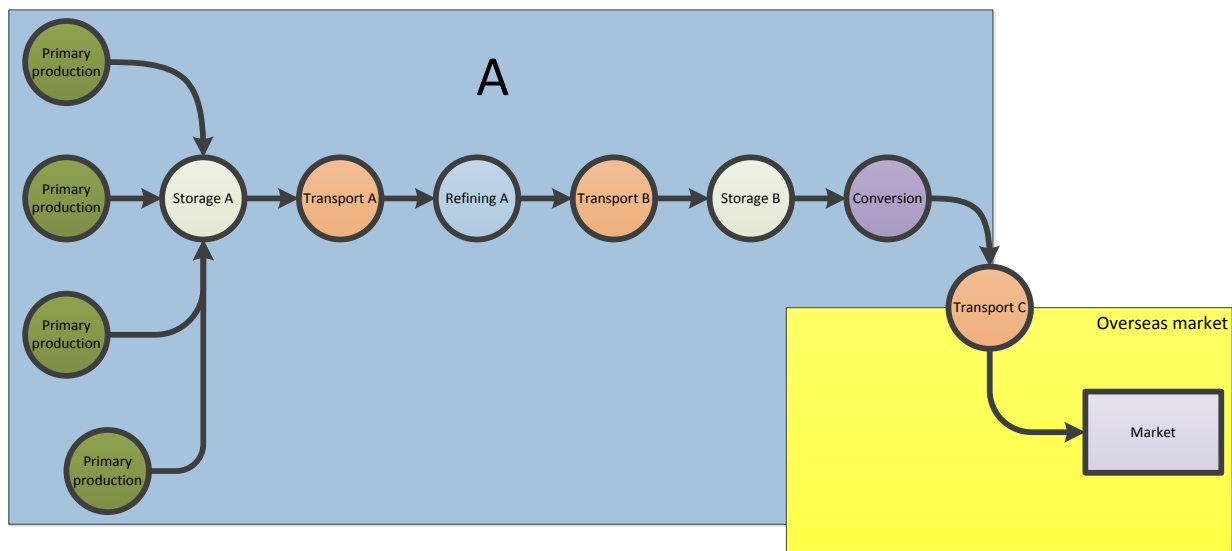 Primary
production
A
Primary
production
Storage A
Transport A
Refining A
Transport B
Storage B
Conversion
Primary
production
Transport C
Overseas market
Market
Primary
production